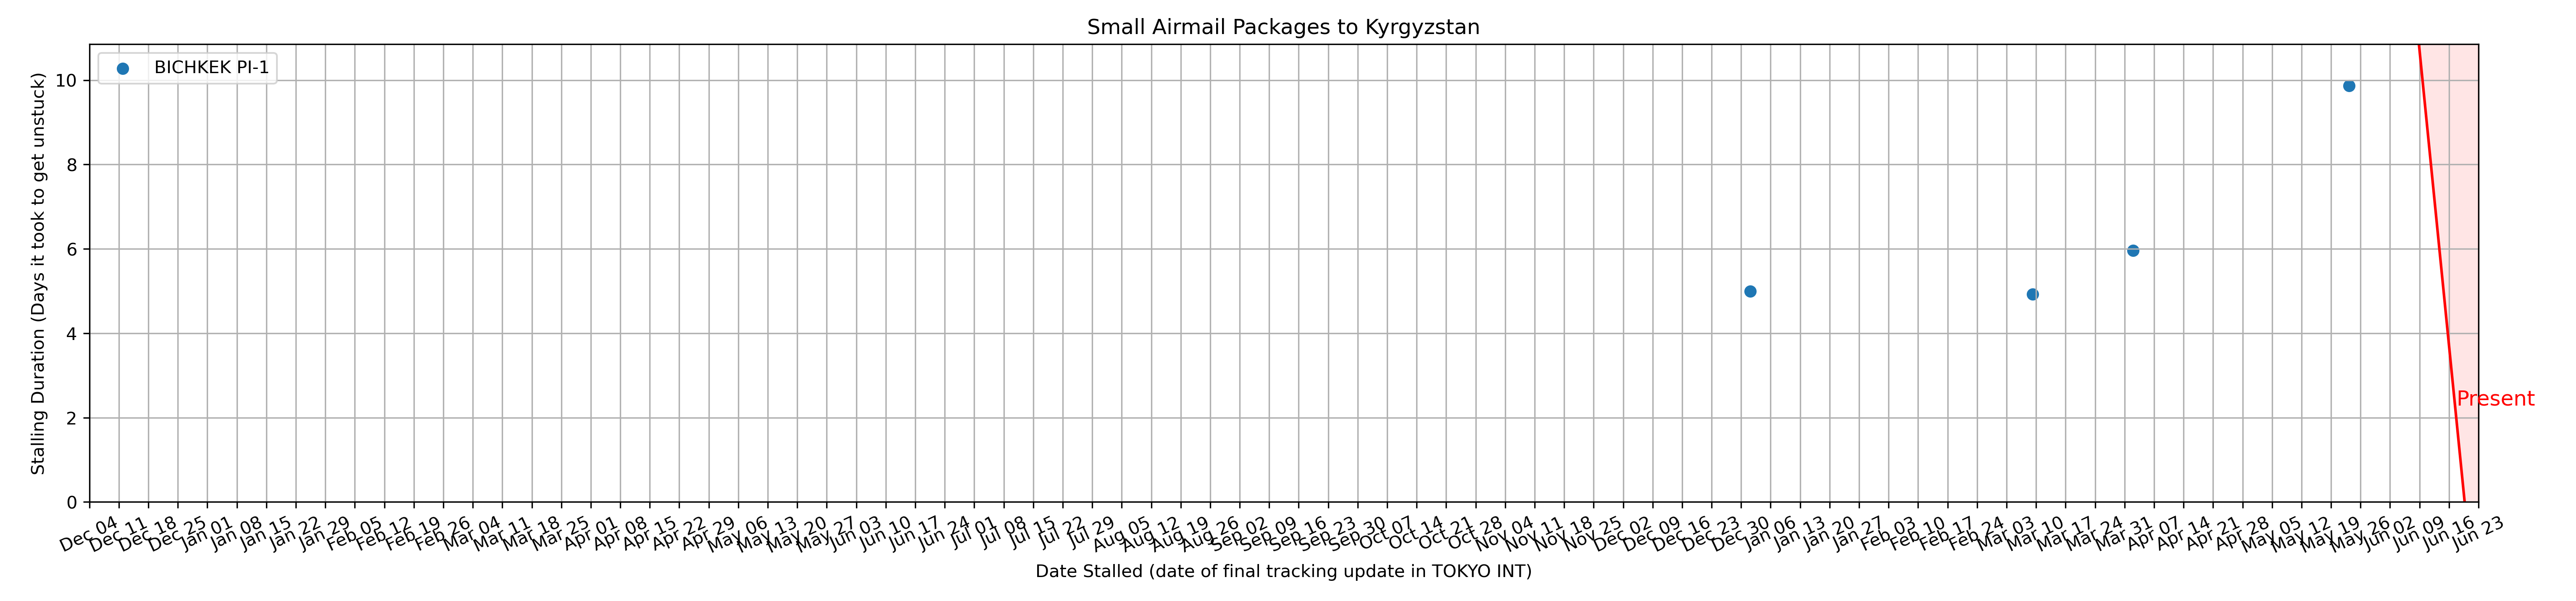 Small Airmail Packages to Kyrgyzstan
BICHKEK PI-1
Stalling Duration (Days it took to get unstuck)
10
8
6
4
2
0
Present
Dec 04
Dec 11
Dec 18
Dec 25
Jan 01
Jan 08
Jan 15
Jan 22
Jan 29
Feb 05
Feb 12
Feb 19
Feb 26
Mar 04
Mar 11
Mar 18
Mar 25
Apr 01
Apr 08
Apr 15
Apr 22
Apr 29
May 06
May 13
May 20
May 27
Jun 03
Jun 10
Jun 17
Jun 24
Jul 01
Jul 08
Jul 15
Jul 22
Jul 29
Aug 05
Aug 12
Aug 19
Aug 26
Sep 02
Sep 09
Sep 16
Sep 23
Sep 30
Oct 07
Oct 14
Oct 21
Oct 28
Nov 04
Nov 11
Nov 18
Nov 25
Dec 02
Dec 09
Dec 16
Dec 23
Dec 30
Jan 06
Jan 13
Jan 20
Jan 27
Feb 03
Feb 10
Feb 17
Feb 24
Mar 03
Mar 10
Mar 17
Mar 24
Mar 31
Apr 07
Apr 14
Apr 21
Apr 28
May 05
May 12
May 19
May 26
Jun 02
Jun 09
Jun 16
Jun 23
Date Stalled (date of final tracking update in TOKYO INT)